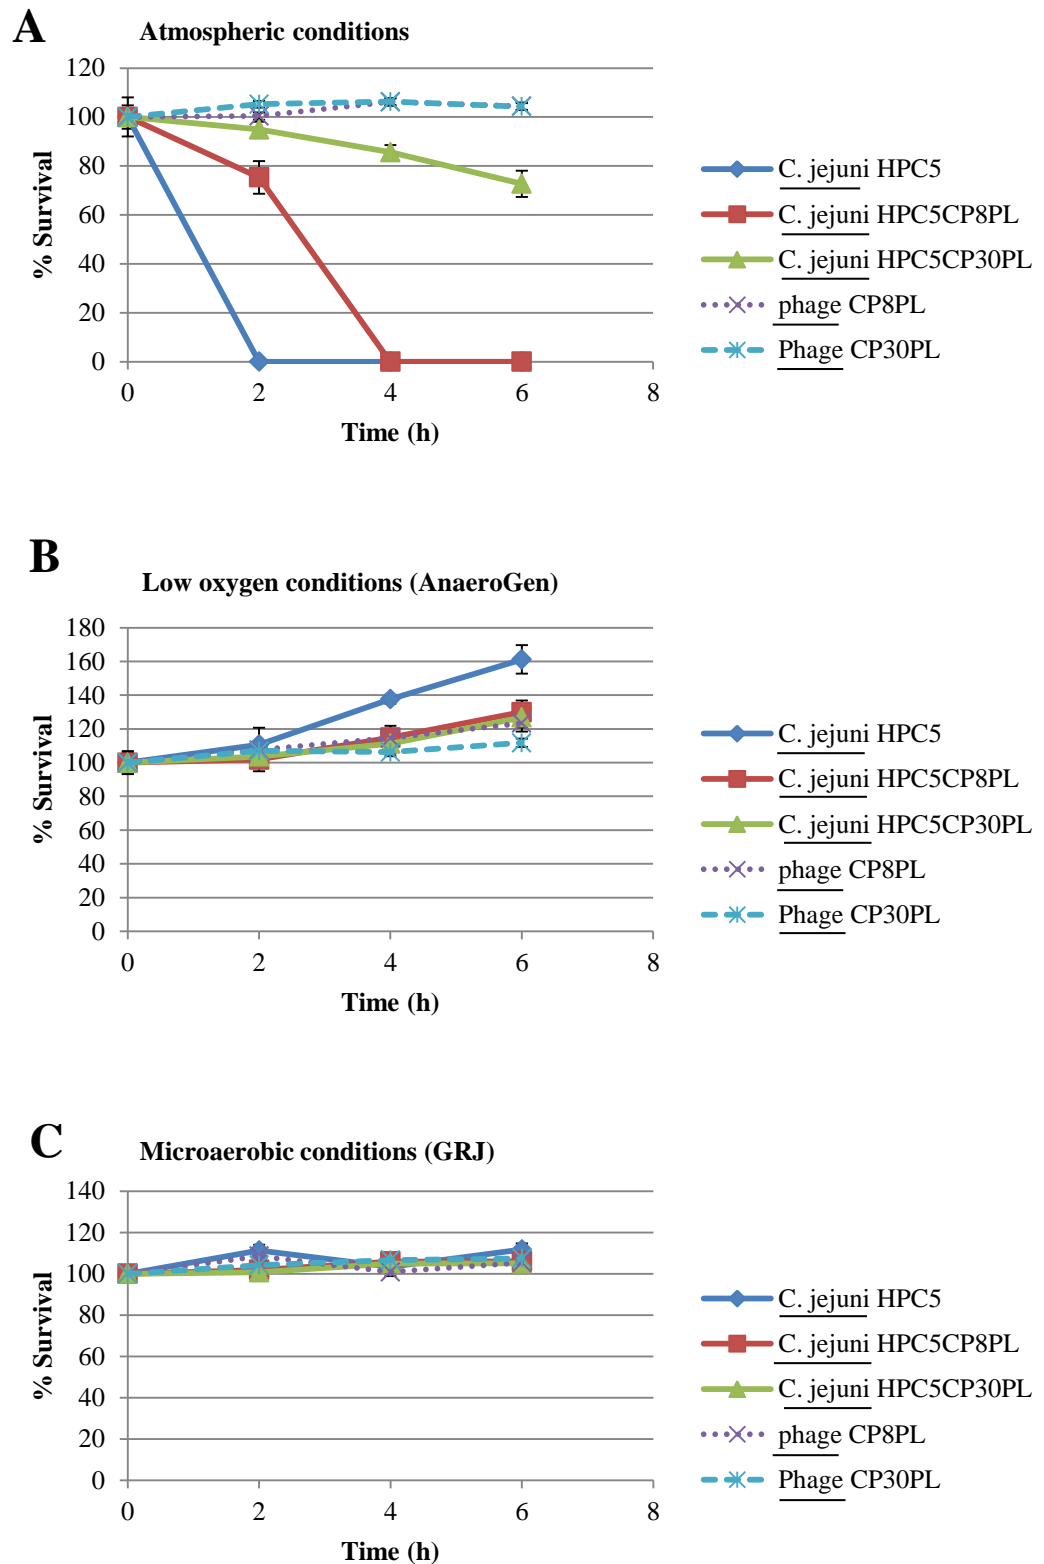 A
Atmospheric conditions
120
100
80
60
40
20
0
% Survival
0 2 4 6 8
Time (h)
C. jejuni HPC5
C. jejuni HPC5CP8PL
C. jejuni HPC5CP30PL
phage CP8PL
Phage CP30PL
B
Low oxygen conditions (AnaeroGen)
180
160
140
120
100
80
60
40
20
0
% Survival
0 2 4 6 8
Time (h)
C. jejuni HPC5
C. jejuni HPC5CP8PL
C. jejuni HPC5CP30PL
phage CP8PL
Phage CP30PL
C
Microaerobic conditions (GRJ)
140
120
100
80
60
40
20
0
% Survival
0 2 4 6 8
Time (h)
C. jejuni HPC5
C. jejuni HPC5CP8PL
C. jejuni HPC5CP30PL
phage CP8PL
Phage CP30PL